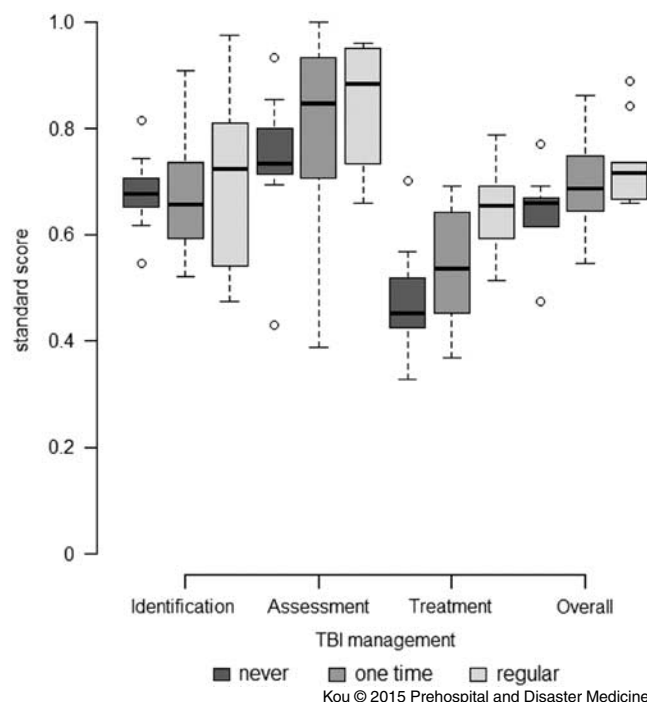 standard score
1.0
0.8
0.6
0.4
0.2
0
Identification Assessment Treatment Overall
TBI management
never one time regular
Kou © 2015 Prehospital and Disaster Medicine